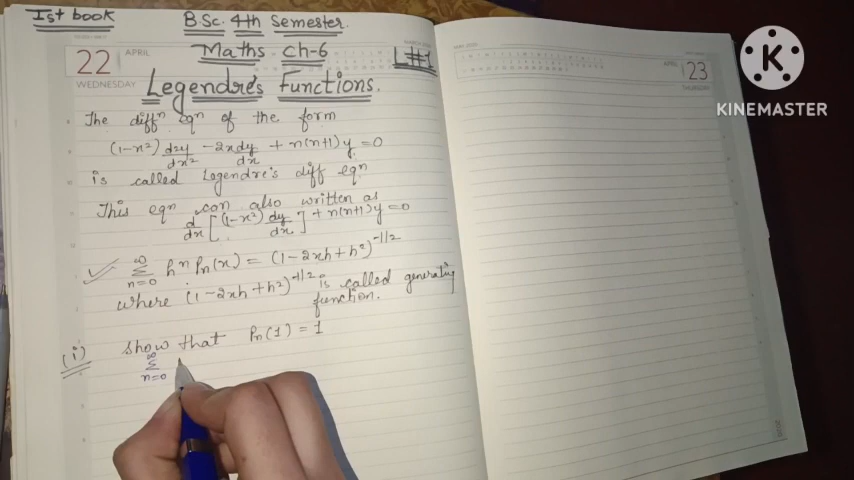 Ist book
B.Sc. 4th Semester.
Maths Ch-6
L#1
22 APRIL
WEDNESDAY
Legendre's Functions.
The diffⁿ eqn of the form
(1-x²) d²y/dx² - 2x dy/dx + n(n+1)y = 0
is called Legendre's diff eqn
This eqn can also written as
d/dx [(1-x²) dy/dx] + n(n+1)y = 0
✓ ∞ Σ n=0 hⁿ Pn(x) = (1-2xh+h²)^-1/2
where (1-2xh+h²)^-1/2 is called generating
function.
(i) Show that Pn(1) = 1
∞ Σ n=0
APRIL 23
THURSDAY
KINEMASTER